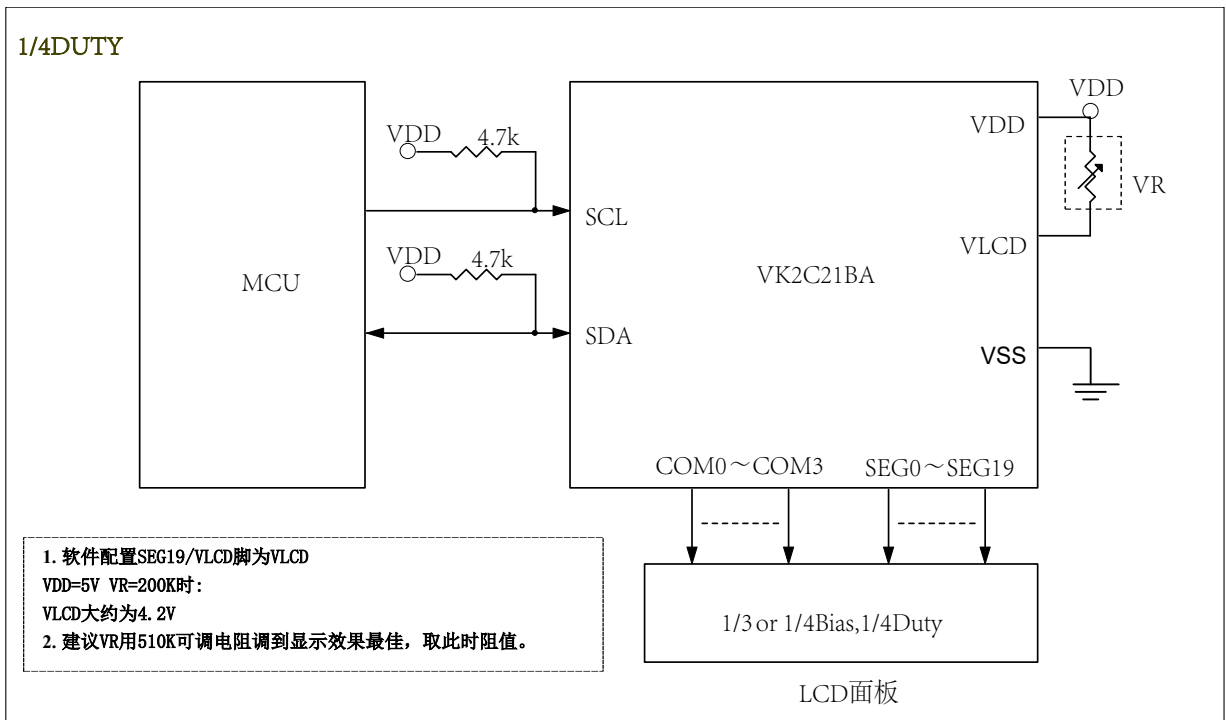 1/4DUTY
VDD
4.7k
VDD
VDD
VR
SCL
VLCD
VDD
4.7k
MCU
VK2C21BA
SDA
VSS
COM0～COM3
SEG0～SEG19
1. 软件配置SEG19/VLCD脚为VLCD
VDD=5V VR=200K时:
VLCD大约为4.2V
2. 建议VR用510K可调电阻调到显示效果最佳，取此时阻值。
1/3 or 1/4Bias,1/4Duty
LCD面板